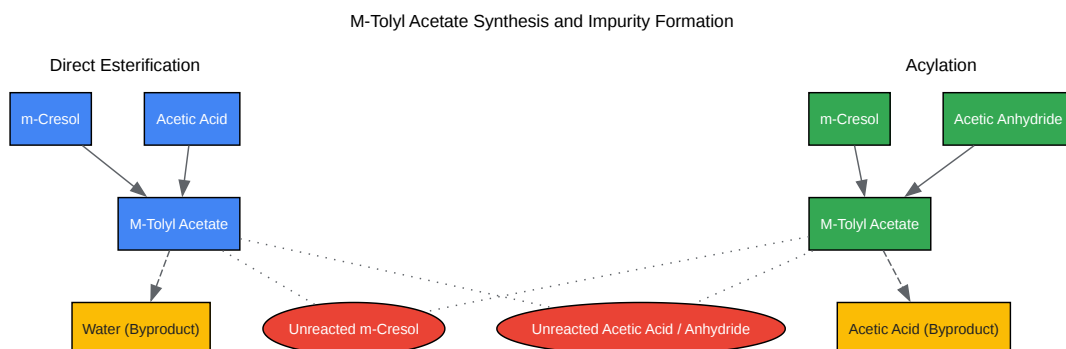 M-Tolyl Acetate Synthesis and Impurity Formation
Direct Esterification
Acylation
m-Cresol
Acetic Acid
m-Cresol
Acetic Anhydride
M-Tolyl Acetate
M-Tolyl Acetate
Water (Byproduct)
Unreacted m-Cresol
Unreacted Acetic Acid / Anhydride
Acetic Acid (Byproduct)